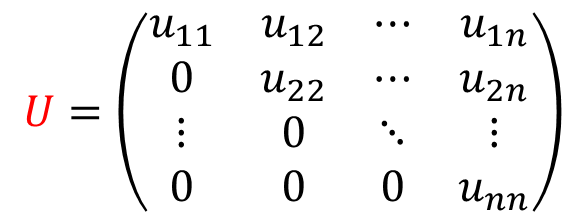 U = ( u₁₁ u₁₂ ⋯ u₁ₙ
0 u₂₂ ⋯ u₂ₙ
⋮ 0 ⋱ ⋮
0 0 0 uₙₙ )